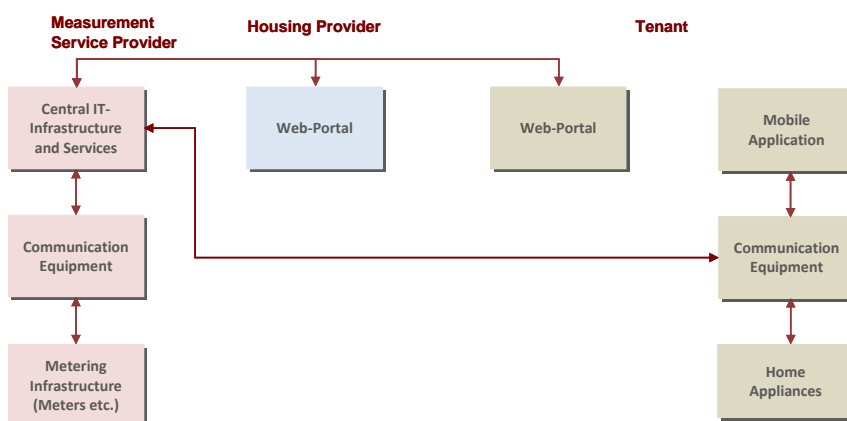 Measurement
Service Provider
Housing Provider
Tenant
Central IT-
Infrastructure
and Services
Web-Portal
Web-Portal
Mobile
Application
Communication
Equipment
Communication
Equipment
Metering
Infrastructure
(Meters etc.)
Home
Appliances